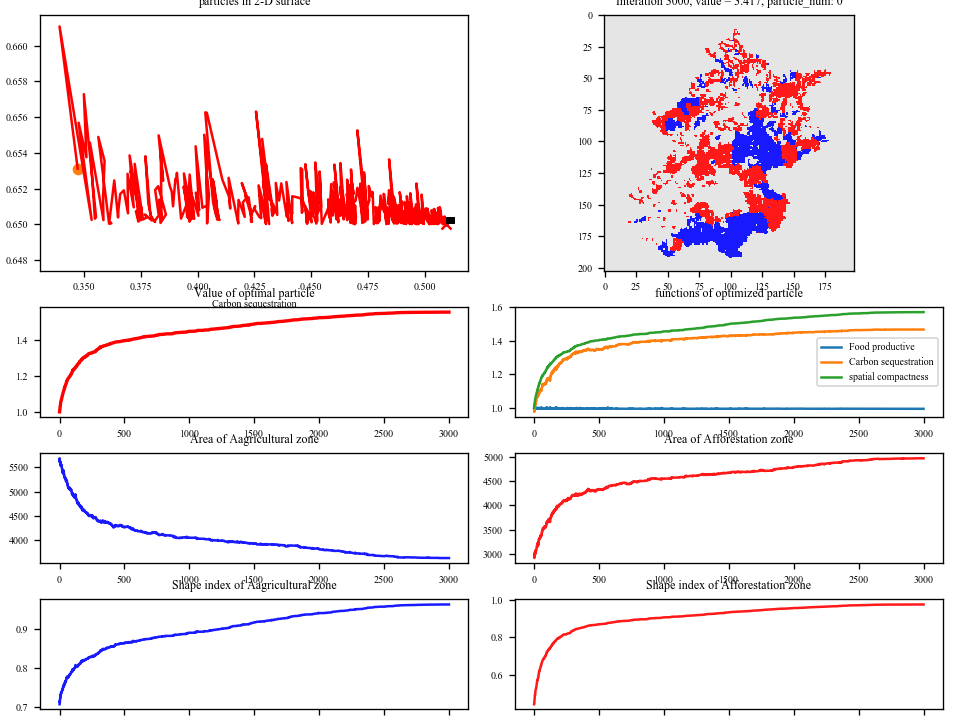 particles in 2-D surface
Interation 3000, value = 3.417, particle_num: 0
0.660
0.658
0.656
0.654
0.652
0.650
0.648
0.350 0.375 0.400 0.425 0.450 0.475 0.500
0
25
50
75
100
125
150
175
200
0 25 50 75 100 125 150 175
Value of optimal particle
Carbon sequestration
functions of optimized particle
1.4
1.2
1.0
0 500 1000 1500 2000 2500 3000
1.6
1.4
1.2
1.0
Food productive
Carbon sequestration
spatial compactness
0 500 1000 1500 2000 2500 3000
Area of Aagricultural zone
Area of Afforestation zone
5500
5000
4500
4000
0 500 1000 1500 2000 2500 3000
5000
4500
4000
3500
3000
0 500 1000 1500 2000 2500 3000
Shape index of Aagricultural zone
Shape index of Afforestation zone
0.9
0.8
0.7
1.0
0.8
0.6